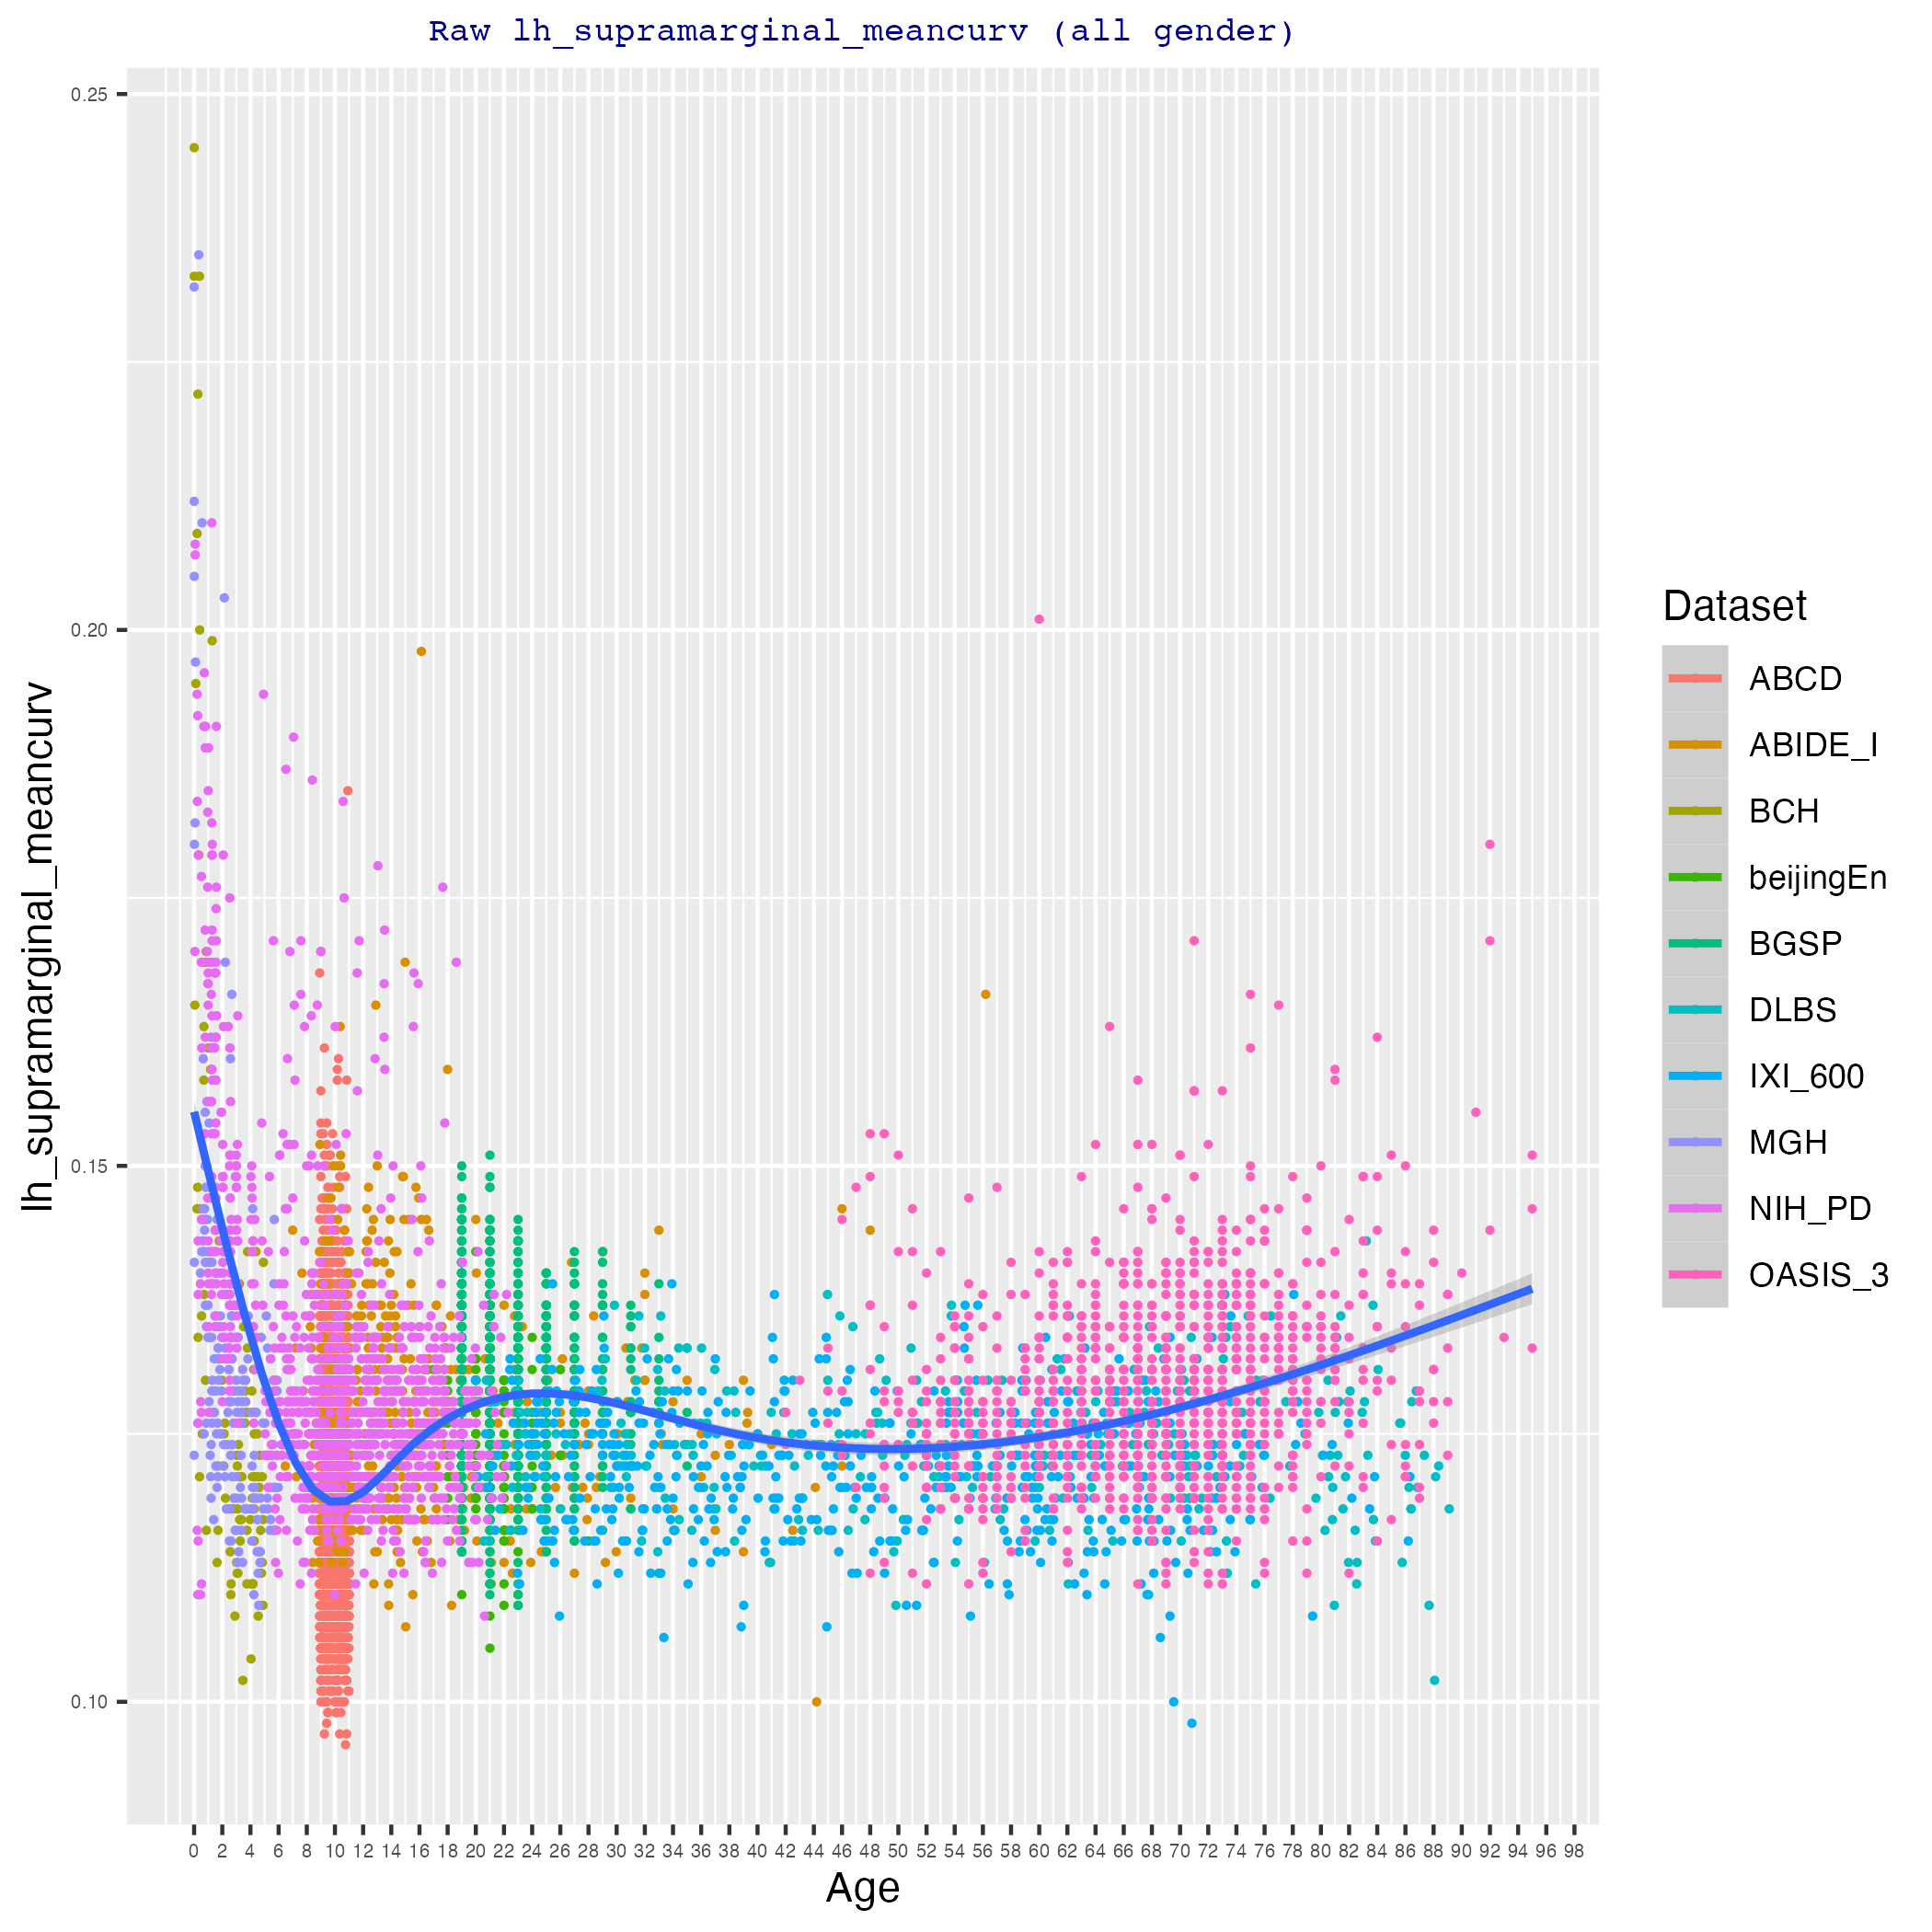 Raw lh_supramarginal_meancurv (all gender)
0.25
0.20
0.15
0.10
lh_supramarginal_meancurv
0 2 4 6 8 10 12 14 16 18 20 22 24 26 28 30 32 34 36 38 40 42 44 46 48 50 52 54 56 58 60 62 64 66 68 70 72 74 76 78 80 82 84 86 88 90 92 94 96 98
Age
Dataset
ABCD
ABIDE_I
BCH
beijingEn
BGSP
DLBS
IXI_600
MGH
NIH_PD
OASIS_3